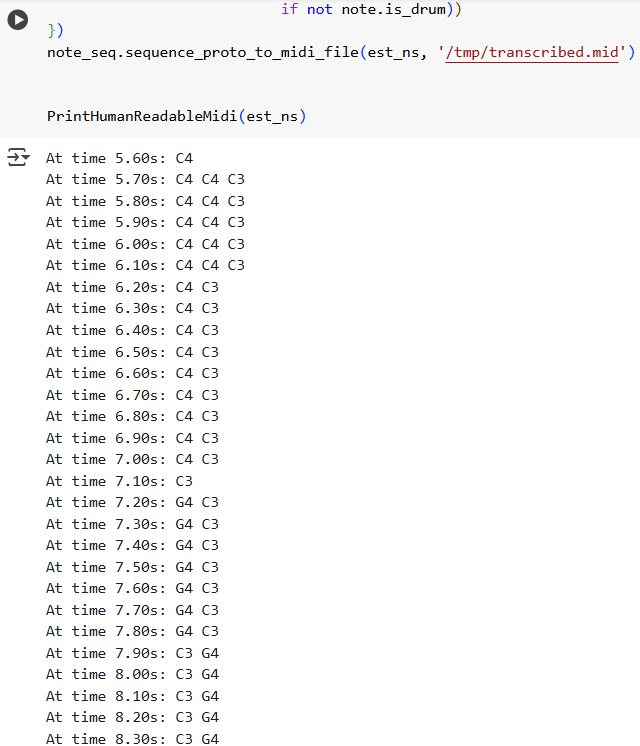 if not note.is_drum))
})
note_seq.sequence_proto_to_midi_file(est_ns, '/tmp/transcribed.mid')
PrintHumanReadableMidi(est_ns)
At time 5.60s: C4
At time 5.70s: C4 C4 C3
At time 5.80s: C4 C4 C3
At time 5.90s: C4 C4 C3
At time 6.00s: C4 C4 C3
At time 6.10s: C4 C4 C3
At time 6.20s: C4 C3
At time 6.30s: C4 C3
At time 6.40s: C4 C3
At time 6.50s: C4 C3
At time 6.60s: C4 C3
At time 6.70s: C4 C3
At time 6.80s: C4 C3
At time 6.90s: C4 C3
At time 7.00s: C4 C3
At time 7.10s: C3
At time 7.20s: G4 C3
At time 7.30s: G4 C3
At time 7.40s: G4 C3
At time 7.50s: G4 C3
At time 7.60s: G4 C3
At time 7.70s: G4 C3
At time 7.80s: G4 C3
At time 7.90s: C3 G4
At time 8.00s: C3 G4
At time 8.10s: C3 G4
At time 8.20s: C3 G4
At time 8.30s: C3 G4